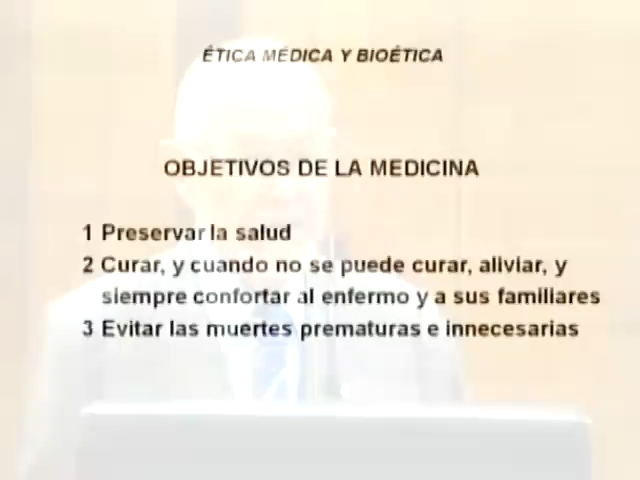 ÉTICA MÉDICA Y BIOÉTICA
OBJETIVOS DE LA MEDICINA
1 Preservar la salud
2 Curar, y cuando no se puede curar, aliviar, y
siempre confortar al enfermo y a sus familiares
3 Evitar las muertes prematuras e innecesarias